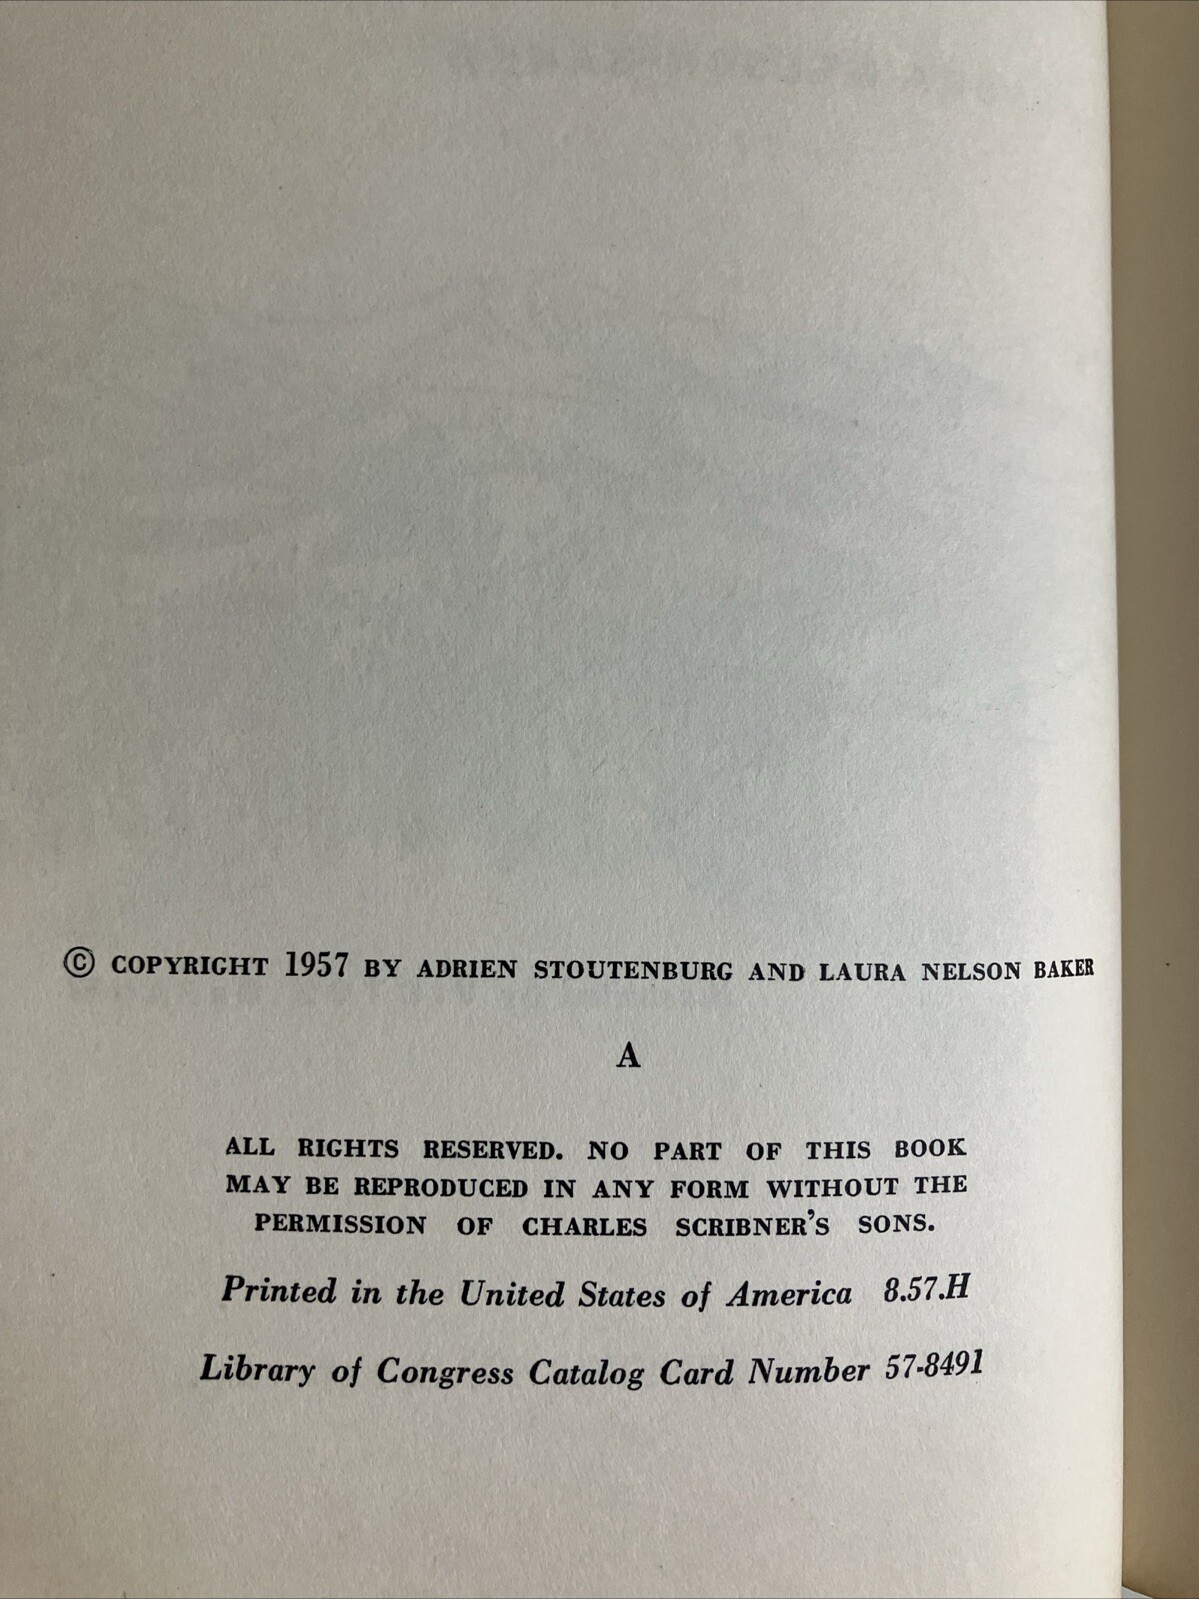 © COPYRIGHT 1957 BY ADRIEN STOUTENBURG AND LAURA NELSON BAKER
A
ALL RIGHTS RESERVED. NO PART OF THIS BOOK
MAY BE REPRODUCED IN ANY FORM WITHOUT THE
PERMISSION OF CHARLES SCRIBNER'S SONS.
Printed in the United States of America 8.57.H
Library of Congress Catalog Card Number 57-8491